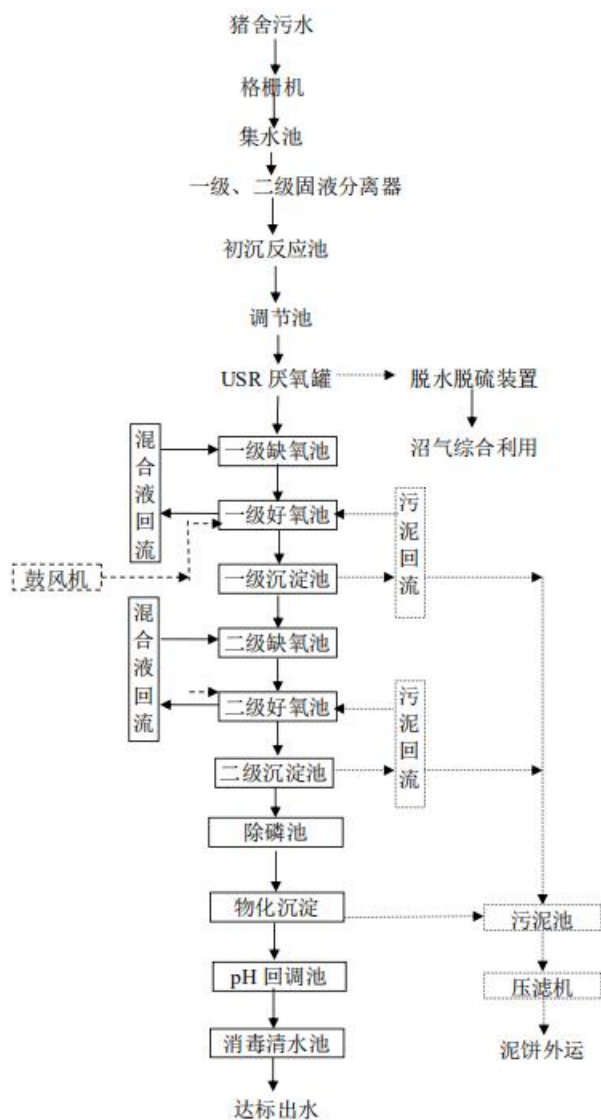 猪舍污水
格栅机
集水池
一级、二级固液分离器
初沉反应池
调节池
USR 厌氧罐
脱水脱硫装置
沼气综合利用
混合液回流
一级缺氧池
一级好氧池
污泥回流
鼓风机
一级沉淀池
混合液回流
二级缺氧池
二级好氧池
污泥回流
二级沉淀池
除磷池
物化沉淀
污泥池
pH 回调池
压滤机
消毒清水池
泥饼外运
达标出水